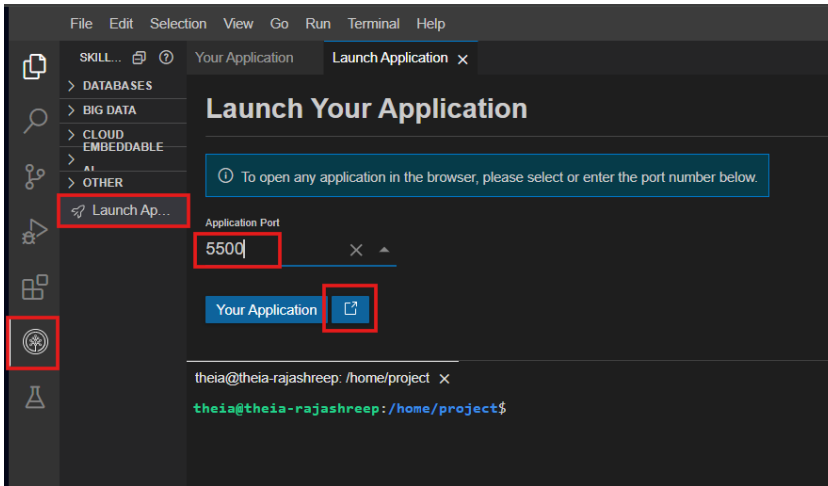 File Edit Selection View Go Run Terminal Help
SKILL...
Your Application
Launch Application
DATABASES
BIG DATA
CLOUD
EMBEDDABLE
AI
OTHER
Launch Ap...
Launch Your Application
To open any application in the browser, please select or enter the port number below.
Application Port
5500
Your Application
theia@theia-rajashreep: /home/project
theia@theia-rajashreep:/home/project$